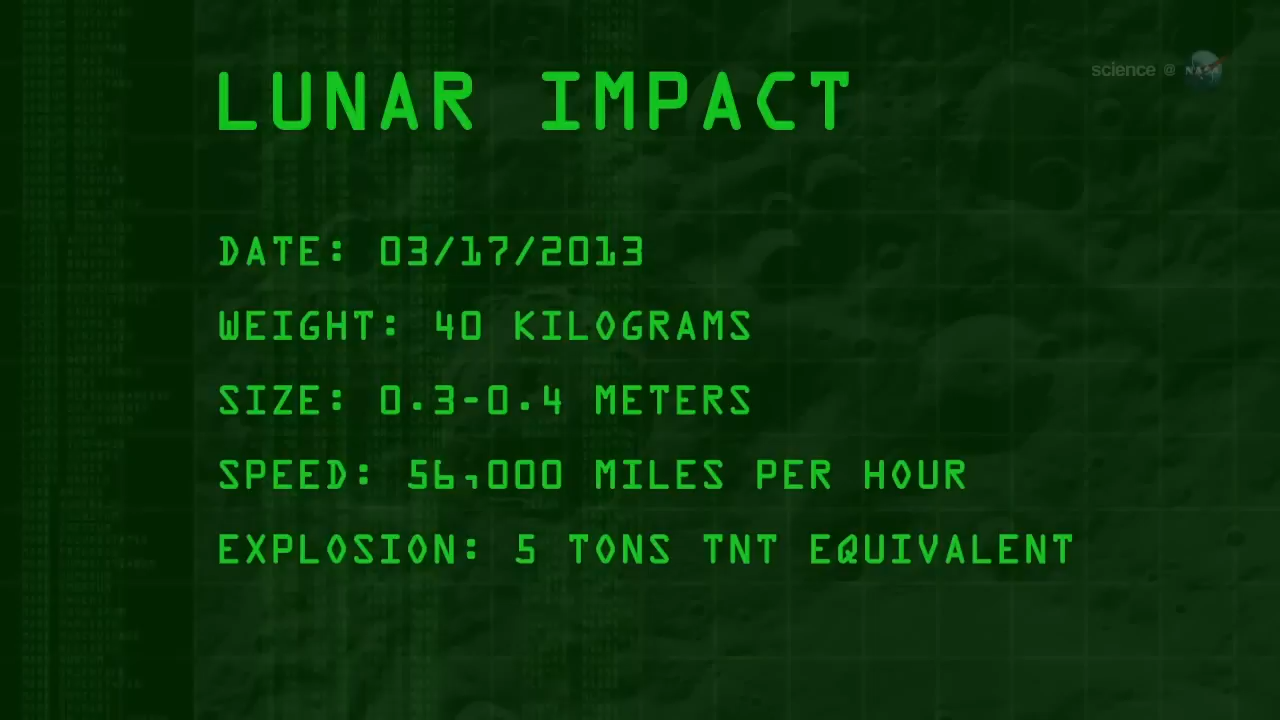 LUNAR IMPACT
science @ NASA
DATE: 03/17/2013
WEIGHT: 40 KILOGRAMS
SIZE: 0.3-0.4 METERS
SPEED: 56,000 MILES PER HOUR
EXPLOSION: 5 TONS TNT EQUIVALENT